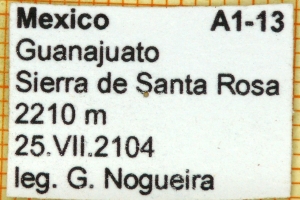 Mexico A1-13
Guanajuato
Sierra de Santa Rosa
2210 m
25.VII.2104
leg. G. Nogueira